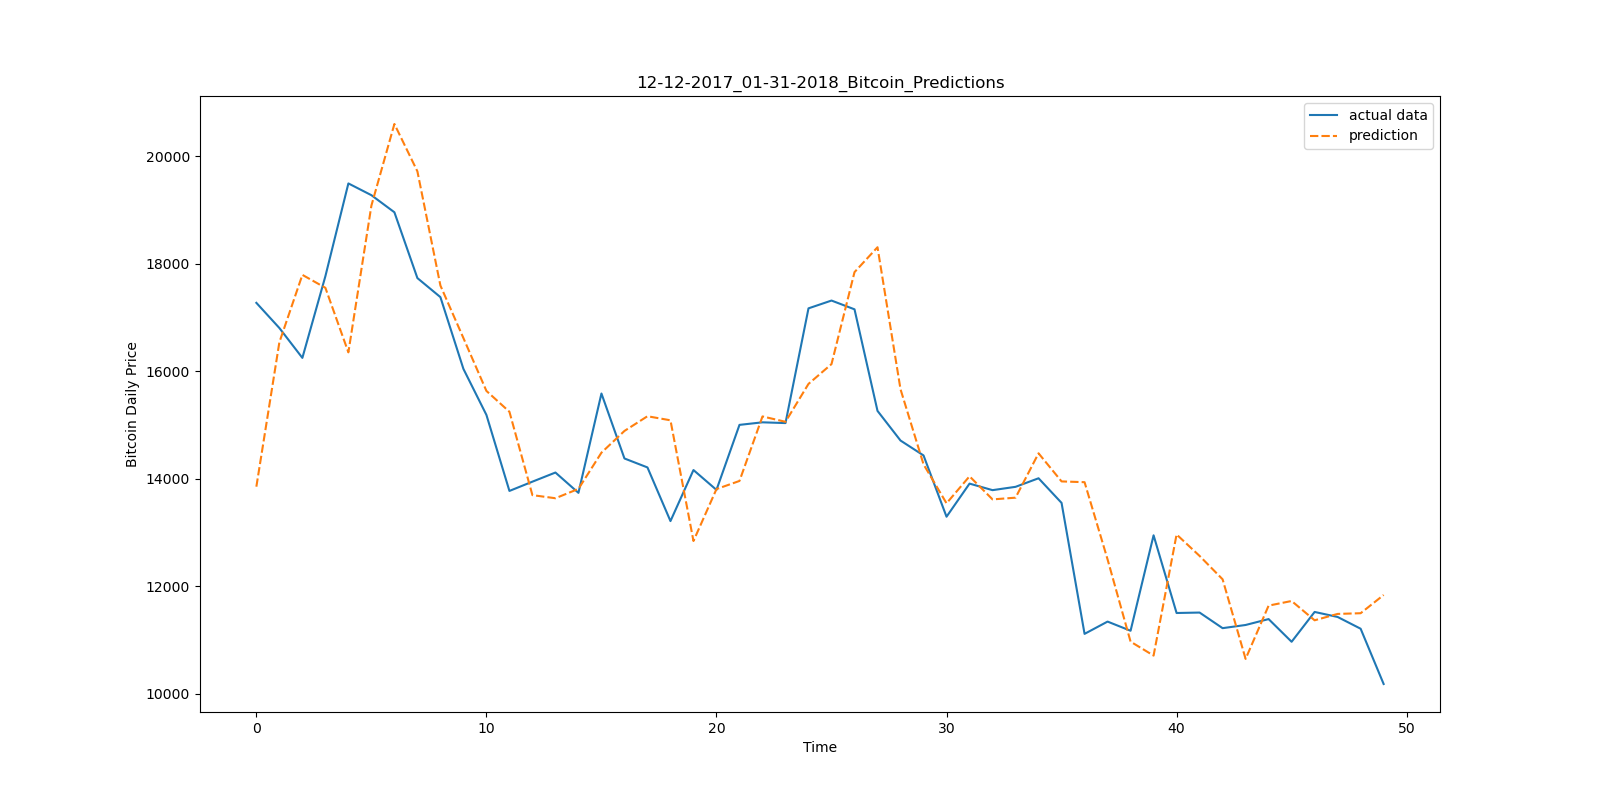 12-12-2017_01-31-2018_Bitcoin_Predictions
actual data
prediction
Bitcoin Daily Price
20000
18000
16000
14000
12000
10000
0 10 20 30 40 50
Time